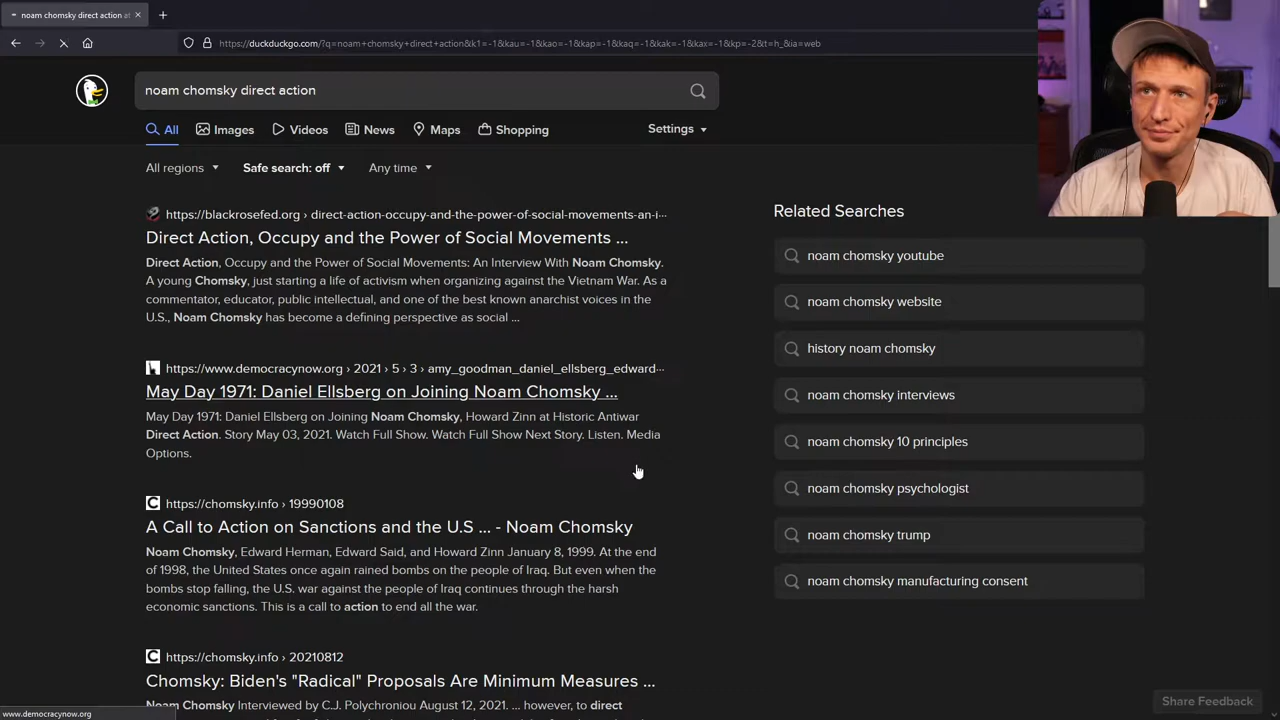 noam chomsky direct action at
https://duckduckgo.com/?q=noam+chomsky+direct+action&k1=-1&kau=-1&kao=-1&kap=-1&kaq=-1&kak=-1&kax=-1&kp=-2&t=h_&ia=web
noam chomsky direct action
All Images Videos News Maps Shopping Settings
All regions Safe search: off Any time
https://blackrosefed.org › direct-action-occupy-and-the-power-of-social-movements-an-i···
Direct Action, Occupy and the Power of Social Movements ...
Direct Action, Occupy and the Power of Social Movements: An Interview With Noam Chomsky.
A young Chomsky, just starting a life of activism when organizing against the Vietnam War. As a
commentator, educator, public intellectual, and one of the best known anarchist voices in the
U.S., Noam Chomsky has become a defining perspective as social ...
https://www.democracynow.org › 2021 › 5 › 3 › amy_goodman_daniel_ellsberg_edward···
May Day 1971: Daniel Ellsberg on Joining Noam Chomsky ...
May Day 1971: Daniel Ellsberg on Joining Noam Chomsky, Howard Zinn at Historic Antiwar
Direct Action. Story May 03, 2021. Watch Full Show. Watch Full Show Next Story. Listen. Media
Options.
https://chomsky.info › 19990108
A Call to Action on Sanctions and the U.S ... - Noam Chomsky
Noam Chomsky, Edward Herman, Edward Said, and Howard Zinn January 8, 1999. At the end
of 1998, the United States once again rained bombs on the people of Iraq. But even when the
bombs stop falling, the U.S. war against the people of Iraq continues through the harsh
economic sanctions. This is a call to action to end all the war.
https://chomsky.info › 20210812
Chomsky: Biden's "Radical" Proposals Are Minimum Measures ...
Noam Chomsky Interviewed by C.J. Polychroniou August 12, 2021. ... however, to direct
Related Searches
noam chomsky youtube
noam chomsky website
history noam chomsky
noam chomsky interviews
noam chomsky 10 principles
noam chomsky psychologist
noam chomsky trump
noam chomsky manufacturing consent
Share Feedback
www.democracynow.org